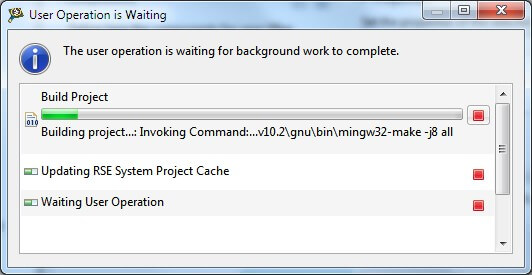 User Operation is Waiting
The user operation is waiting for background work to complete.
Build Project
010
Building project...: Invoking Command:...v10.2\gnu\bin\mingw32-make -j8 all
Updating RSE System Project Cache
Waiting User Operation